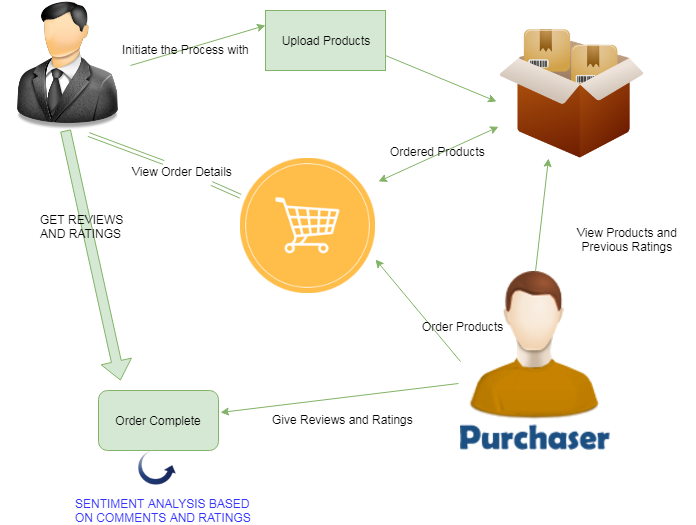 Initiate the Process with
Upload Products
Ordered Products
View Order Details
GET REVIEWS
AND RATINGS
View Products and
Previous Ratings
Order Products
Order Complete
Give Reviews and Ratings
Purchaser
SENTIMENT ANALYSIS BASED
ON COMMENTS AND RATINGS